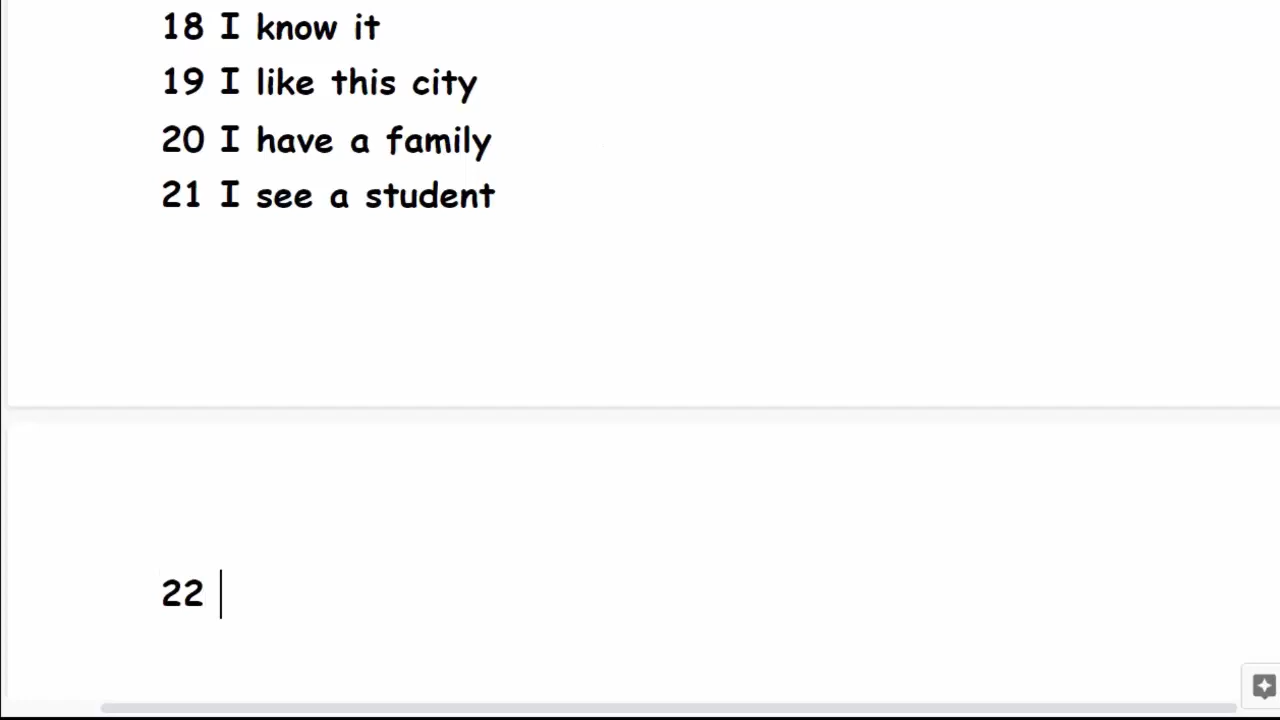 18 I know it
19 I like this city
20 I have a family
21 I see a student
22